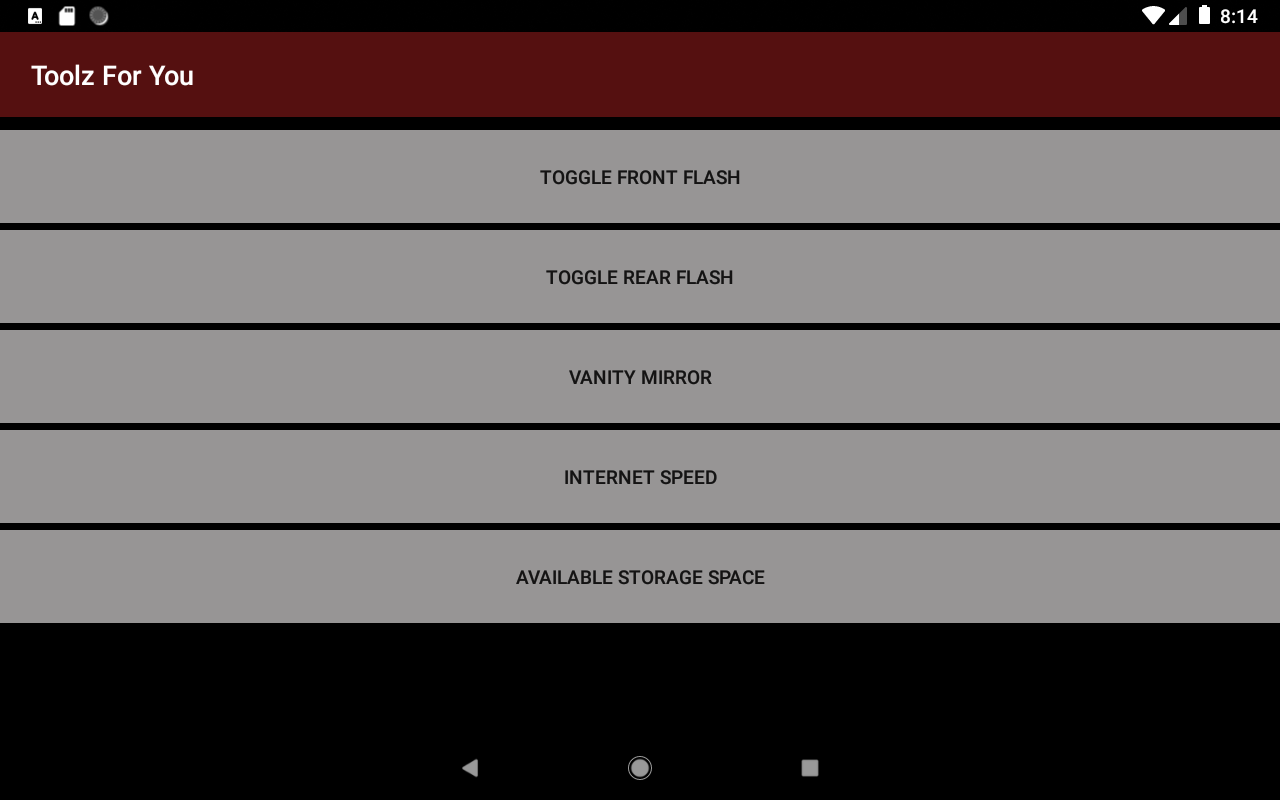 8:14
Toolz For You
TOGGLE FRONT FLASH
TOGGLE REAR FLASH
VANITY MIRROR
INTERNET SPEED
AVAILABLE STORAGE SPACE